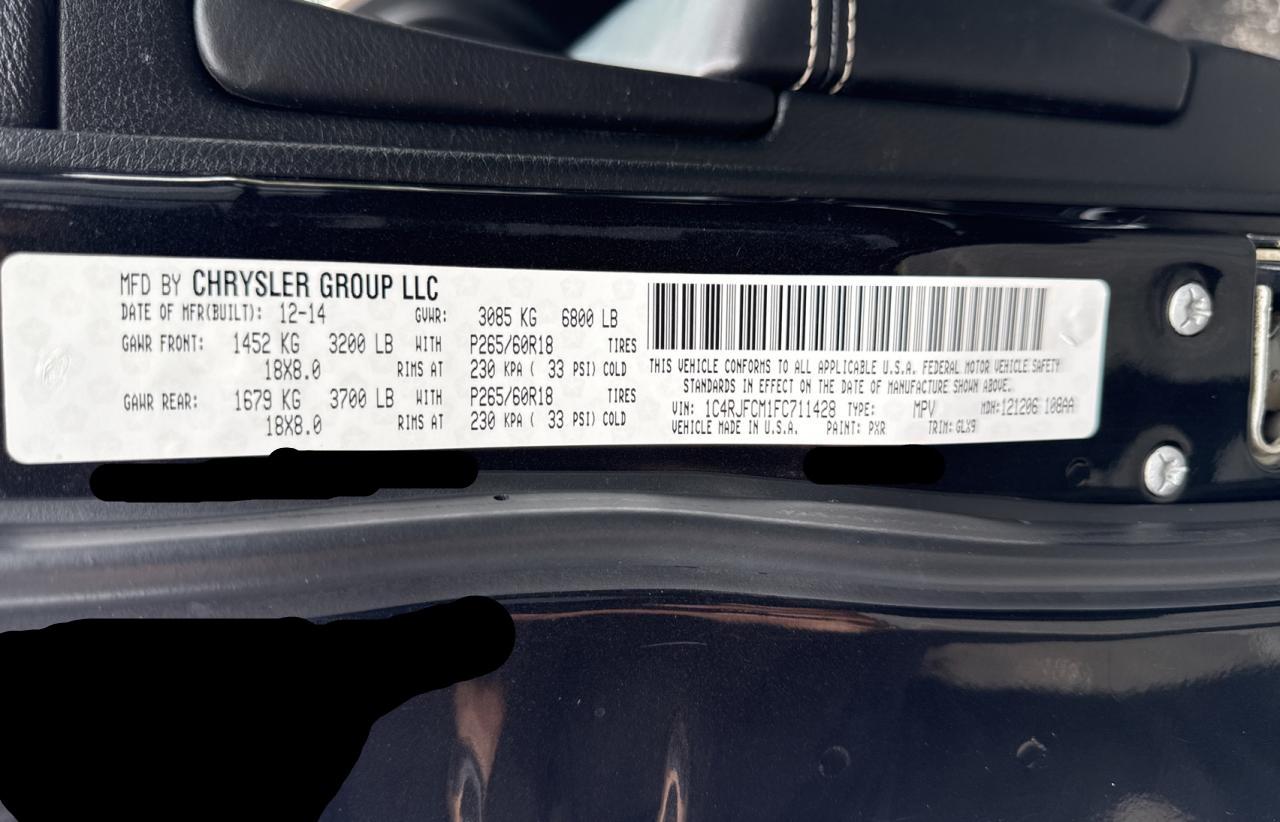 MFD BY CHRYSLER GROUP LLC
DATE OF MFR(BUILT): 12-14 GVWR: 3085 KG 6800 LB
GAWR FRONT: 1452 KG 3200 LB WITH P265/60R18 TIRES
18X8.0 RIMS AT 230 KPA ( 33 PSI) COLD
GAWR REAR: 1679 KG 3700 LB WITH P265/60R18 TIRES
18X8.0 RIMS AT 230 KPA ( 33 PSI) COLD
THIS VEHICLE CONFORMS TO ALL APPLICABLE U.S.A. FEDERAL MOTOR VEHICLE SAFETY
STANDARDS IN EFFECT ON THE DATE OF MANUFACTURE SHOWN ABOVE.
VIN: 1C4RJFCM1FC711428 TYPE: MPV MDH:121206 108AA
VEHICLE MADE IN U.S.A. PAINT: PXR TRIM:GLX9